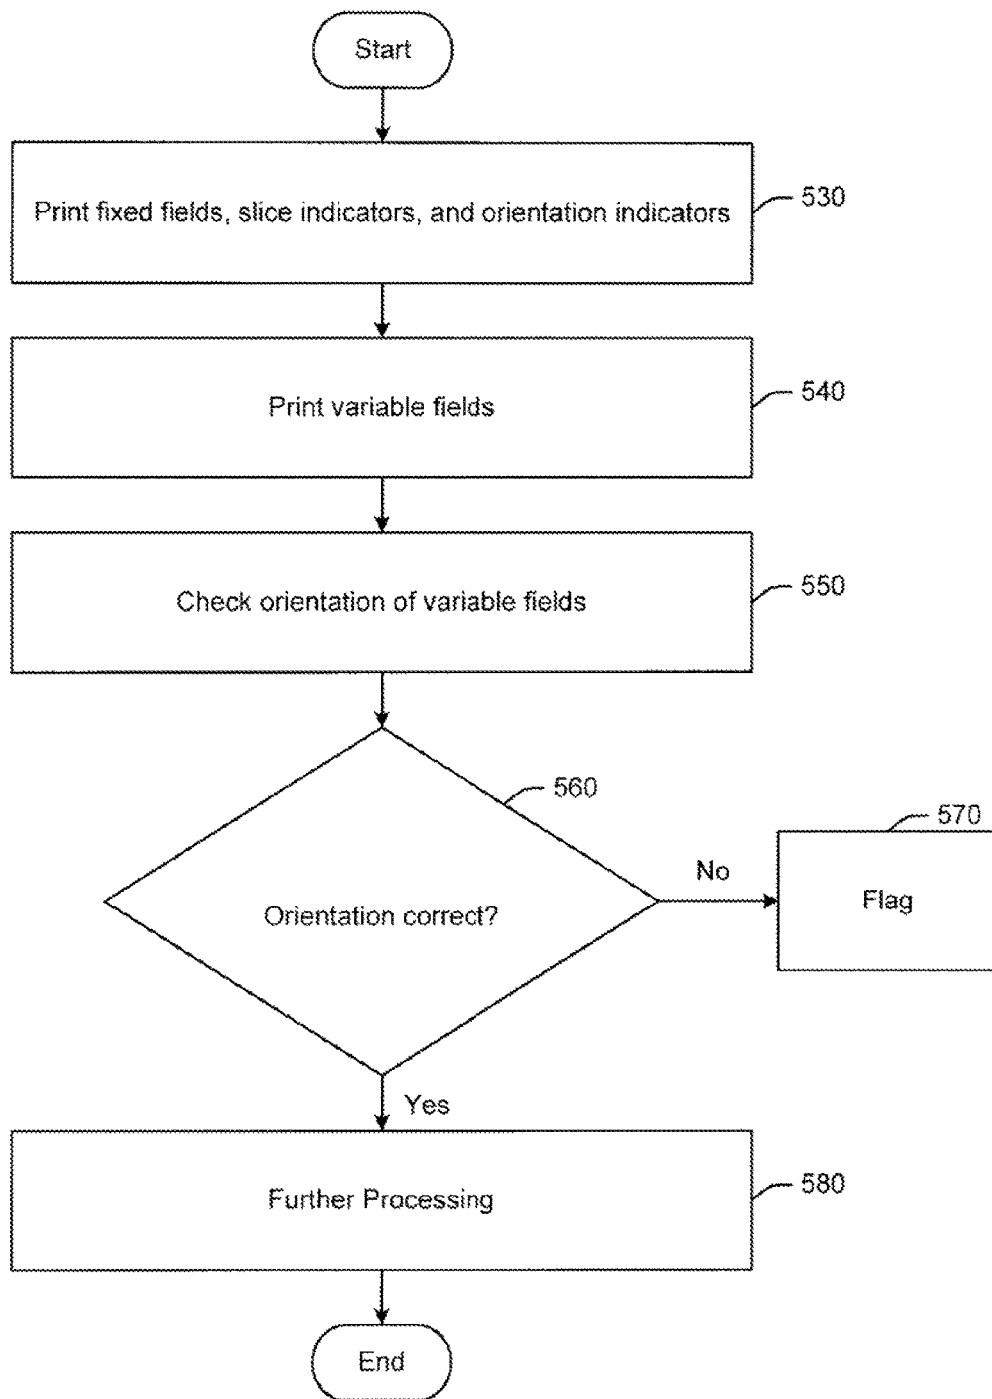 Start
Print fixed fields, slice indicators, and orientation indicators
530
Print variable fields
540
Check orientation of variable fields
550
560
Orientation correct?
No
570
Flag
Yes
Further Processing
580
End